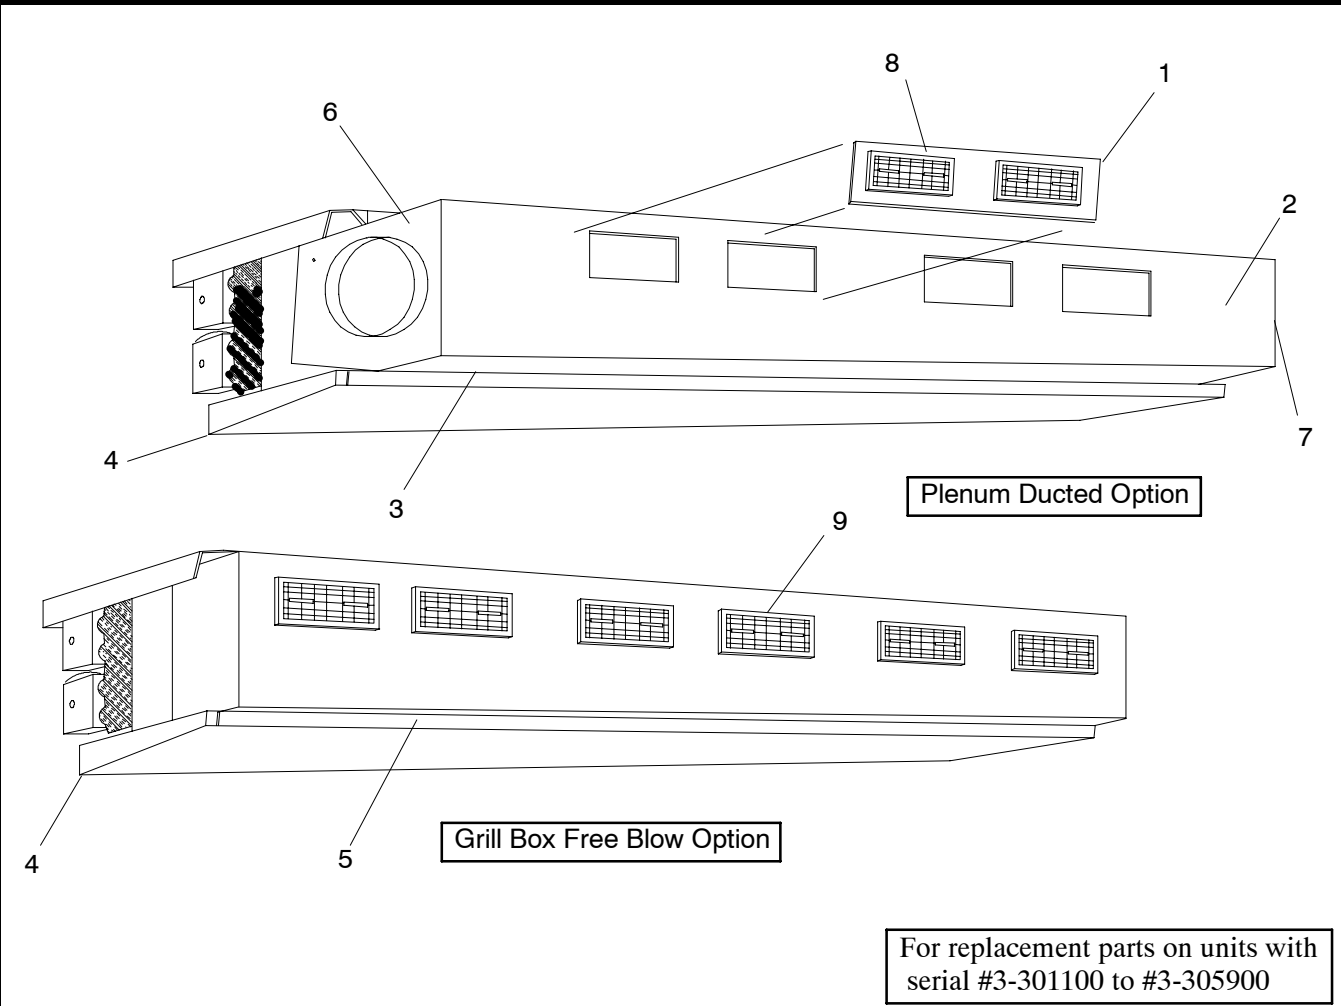 8
1
6
2
7
4
3
Plenum Ducted Option
9
Grill Box Free Blow Option
4
5
For replacement parts on units with
serial #3-301100 to #3-305900